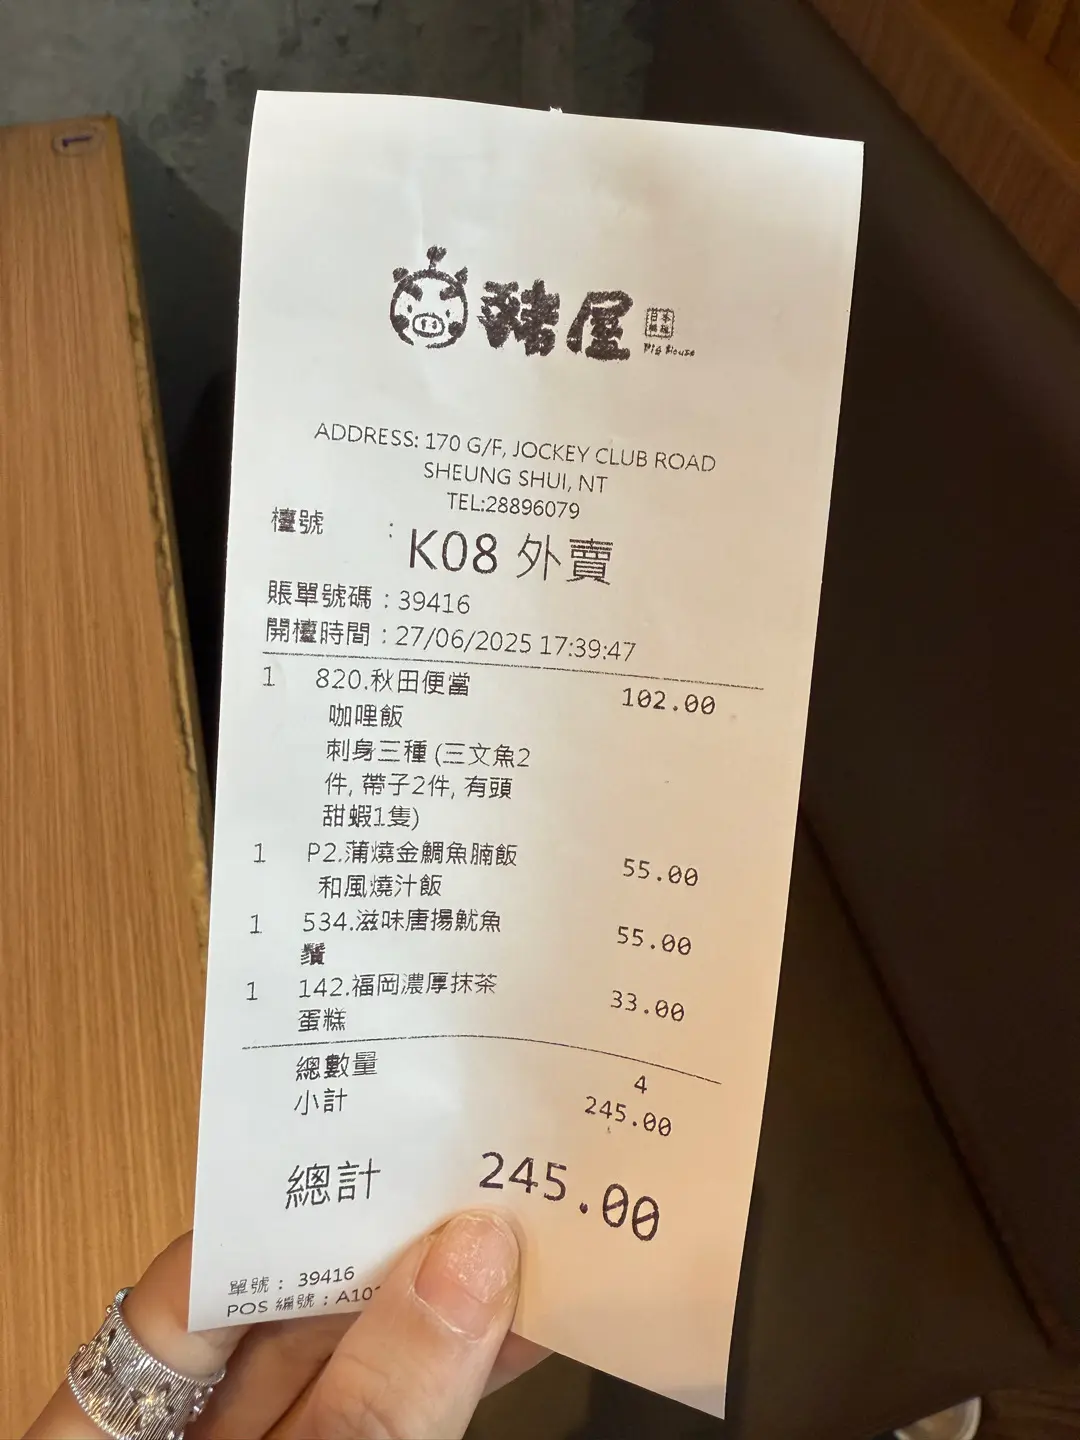 豬屋
日本
料理
Pig House
ADDRESS: 170 G/F, JOCKEY CLUB ROAD
SHEUNG SHUI, NT
TEL:28896079
檯號 : K08 外賣
賬單號碼 : 39416
開檯時間 : 27/06/2025 17:39:47
1 820.秋田便當 102.00
咖哩飯
刺身三種 (三文魚2
件, 帶子2件, 有頭
甜蝦1隻)
1 P2.蒲燒金鯛魚腩飯 55.00
和風燒汁飯
1 534.滋味唐揚魷魚 55.00
鬚
1 142.福岡濃厚抹茶 33.00
蛋糕
總數量 4
小計 245.00
總計 245.00
單號 : 39416
POS 編號 : A10